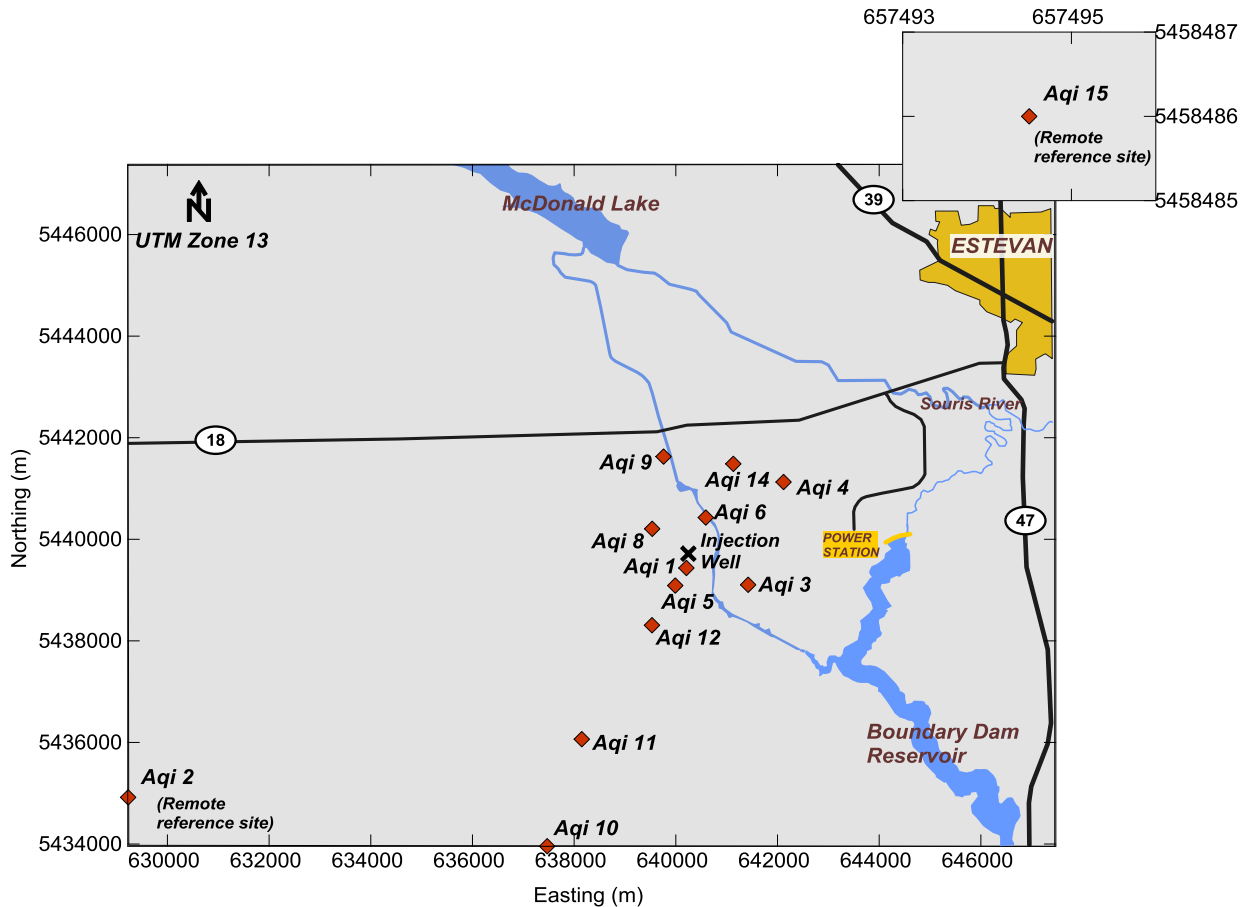 657493
657495
5458487
Aqi 15
5458486
(Remote
reference site)
5458485
39
McDonald Lake
N
UTM Zone 13
5446000
ESTEVAN
5444000
Souris River
5442000
18
Aqi 9
Aqi 14
Aqi 4
Aqi 6
47
5440000
Aqi 8
Injection
Well
POWER
STATION
Aqi 1
Aqi 3
Aqi 5
5438000
Aqi 12
Northing (m)
Boundary Dam
Reservoir
5436000
Aqi 11
Aqi 2
(Remote
reference site)
Aqi 10
5434000
630000
632000
634000
636000
638000
640000
642000
644000
646000
Easting (m)